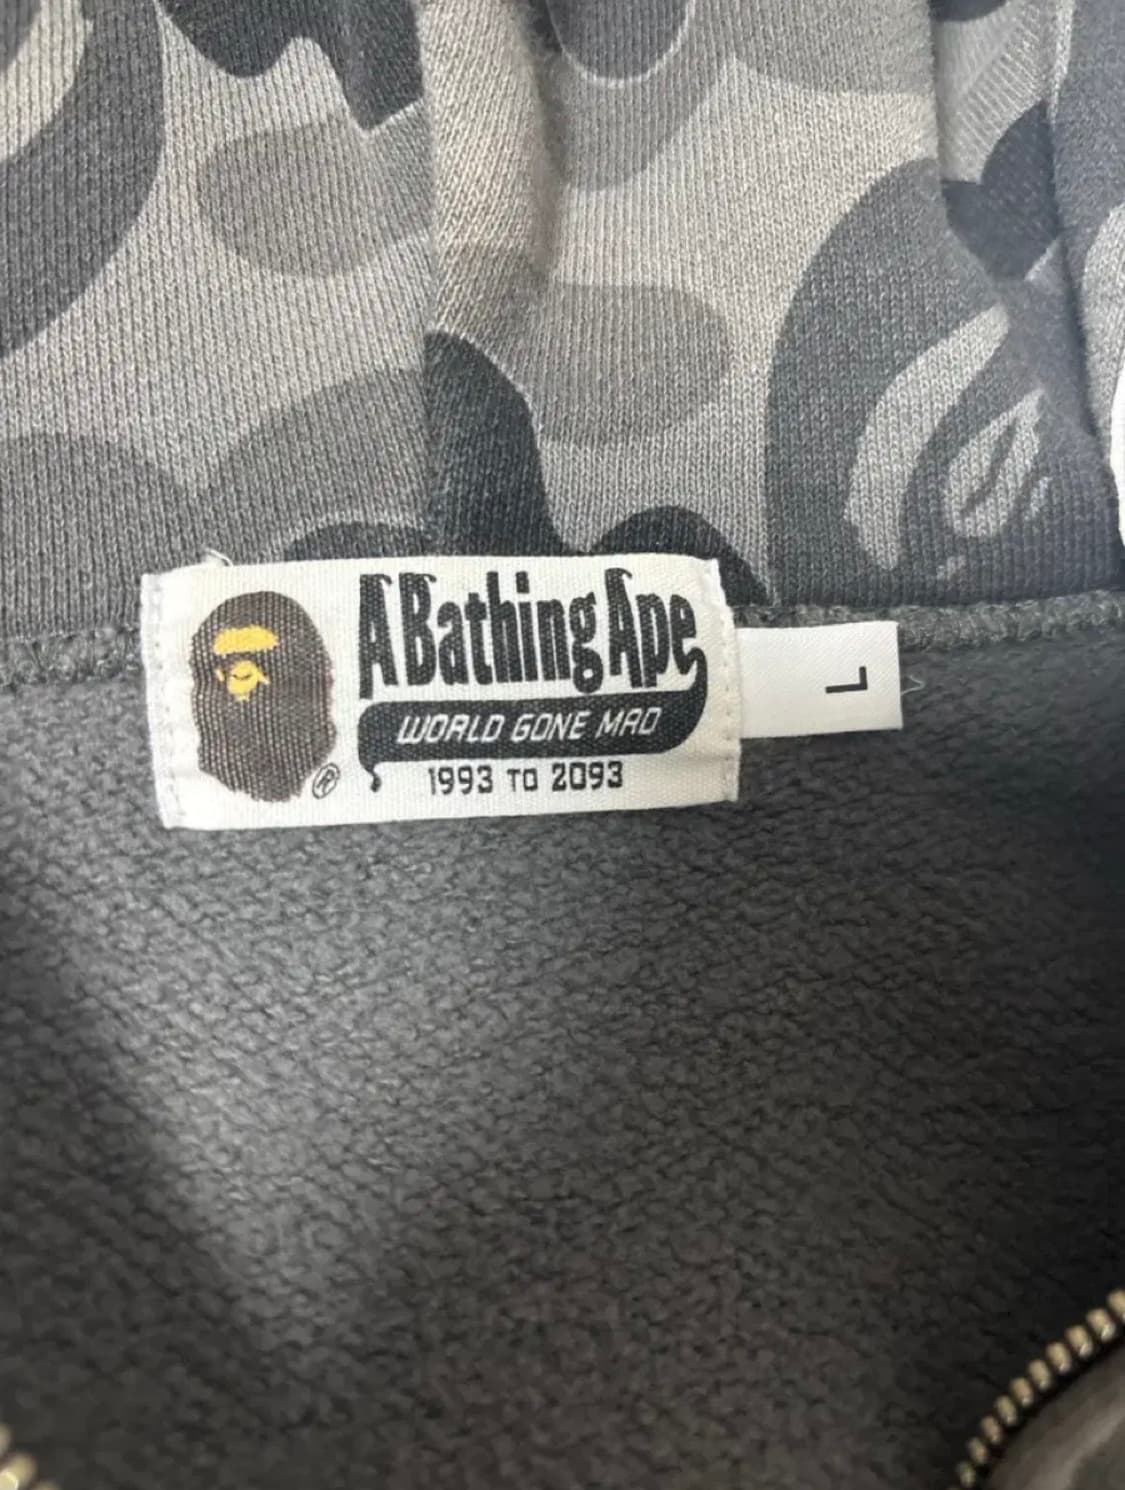 A Bathing Ape
WORLD GONE MAD
1993 TO 2093
®
L